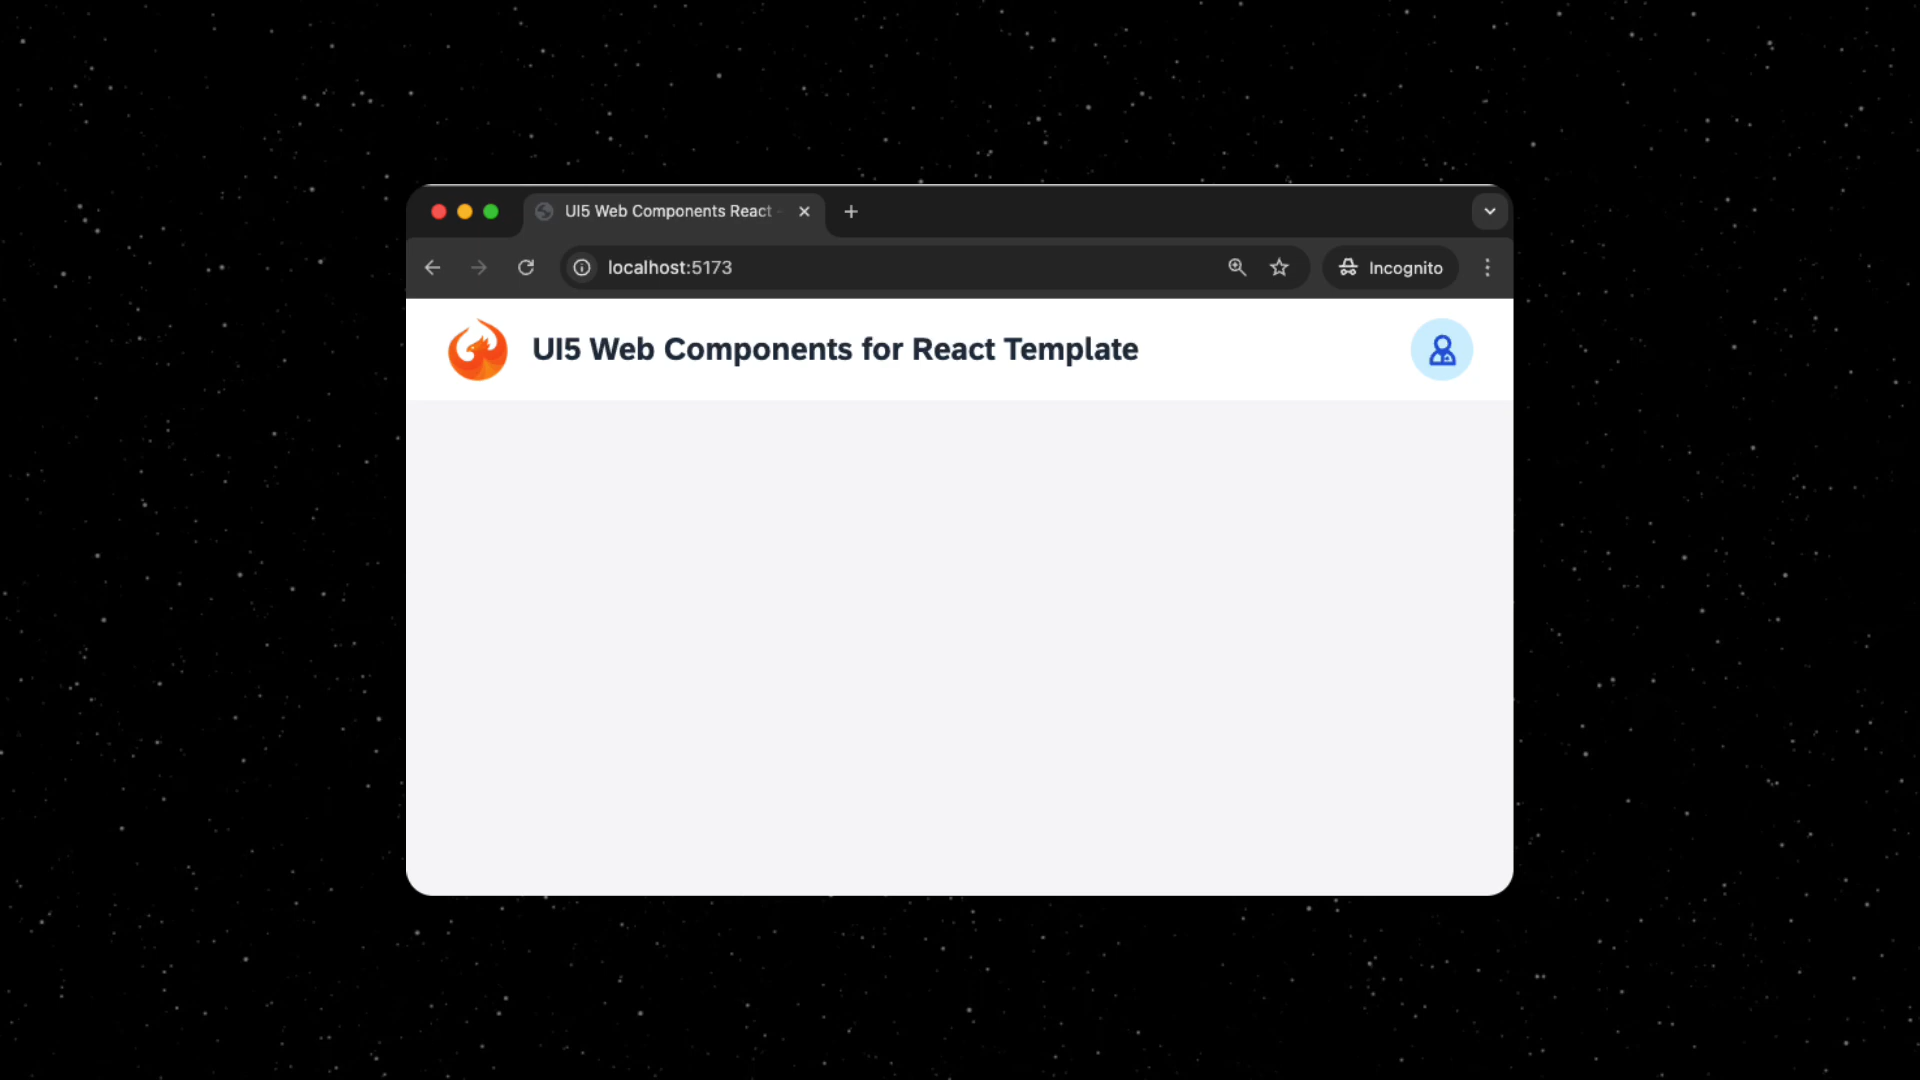 UI5 Web Components React
localhost:5173
Incognito
UI5 Web Components for React Template